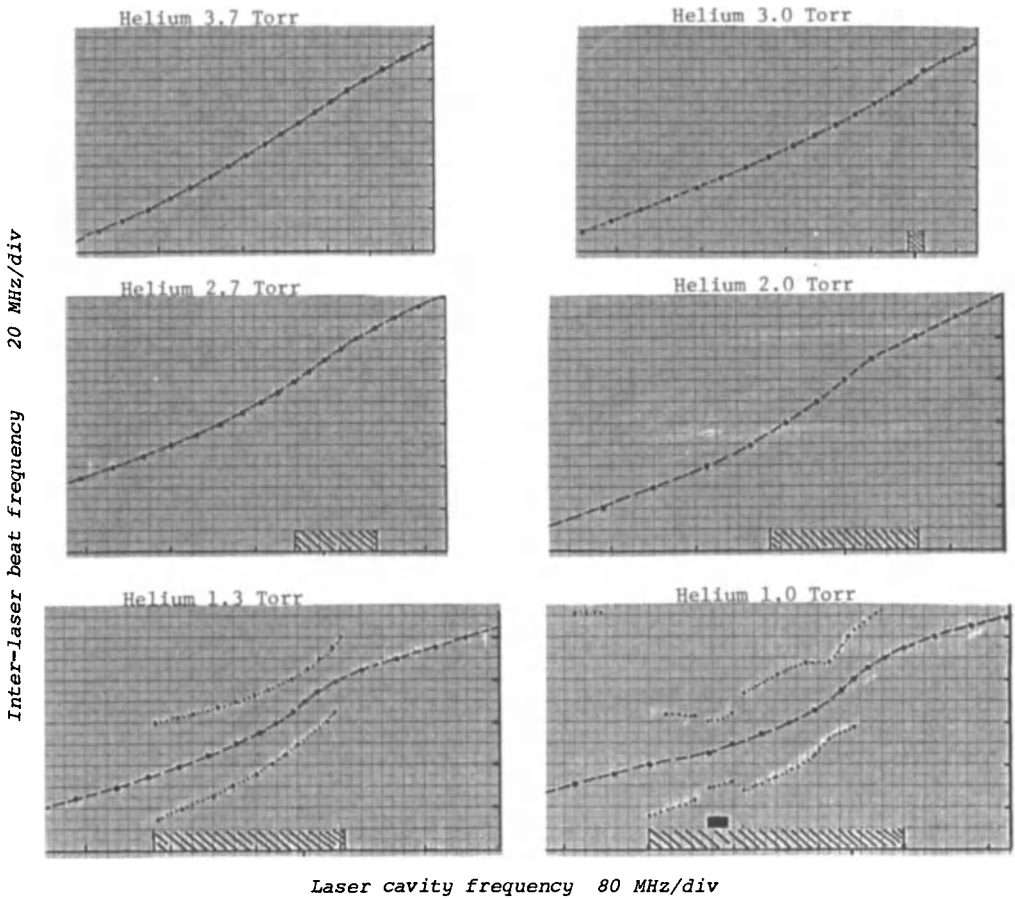 Helium 3.7 Torr
Helium 3.0 Torr
Inter-laser beat frequency 20 MHz/div
Helium 2.7 Torr
Helium 2.0 Torr
Helium 1.3 Torr
Helium 1.0 Torr
Laser cavity frequency 80 MHz/div